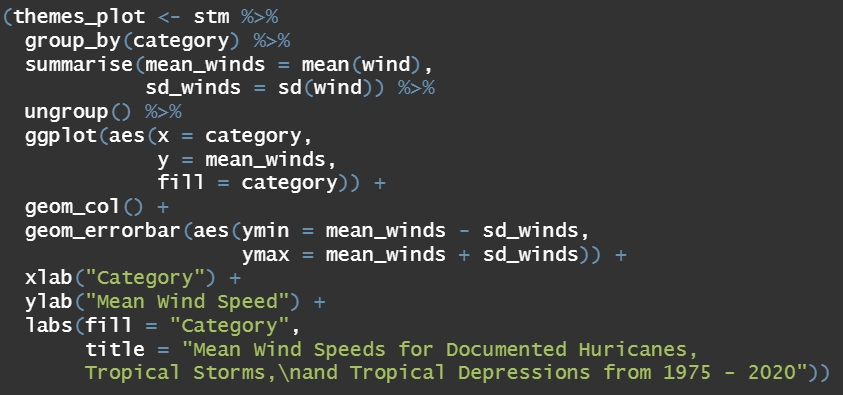 (themes_plot <- stm %>%
  group_by(category) %>%
  summarise(mean_winds = mean(wind),
            sd_winds = sd(wind)) %>%
  ungroup() %>%
  ggplot(aes(x = category,
             y = mean_winds,
             fill = category)) +
  geom_col() +
  geom_errorbar(aes(ymin = mean_winds - sd_winds,
                    ymax = mean_winds + sd_winds)) +
  xlab("Category") +
  ylab("Mean Wind Speed") +
  labs(fill = "Category",
       title = "Mean Wind Speeds for Documented Huricanes,
       Tropical Storms,\nand Tropical Depressions from 1975 - 2020"))